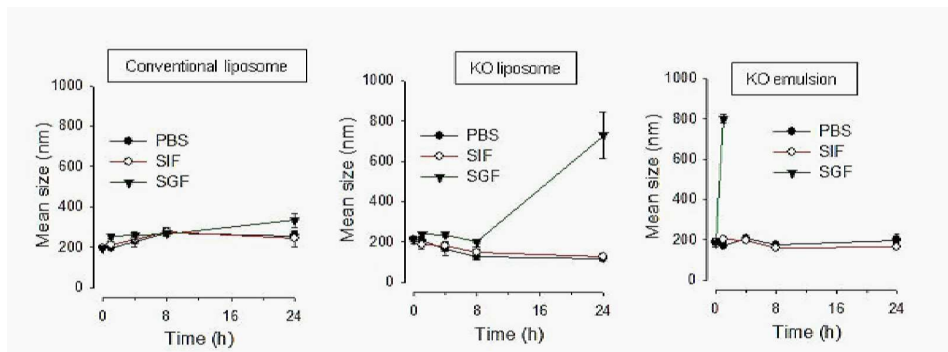 Conventional liposome
1000
800
600
400
200
0
Mean size (nm)
PBS
SIF
SGF
0 8 16 24
Time (h)
KO liposome
1000
800
600
400
200
0
Mean size (nm)
PBS
SIF
SGF
0 8 16 24
Time (h)
KO emulsion
1000
800
600
400
200
0
Mean size (nm)
PBS
SIF
SGF
0 8 16 24
Time (h)